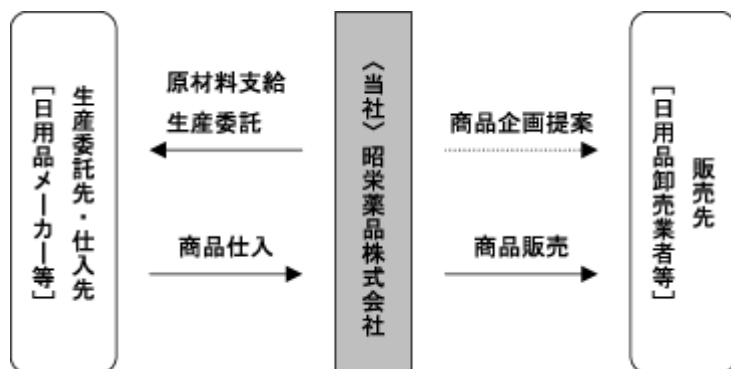 生産委託先・仕入先
[日用品メーカー等]
原材料支給
生産委託
商品仕入
〈当社〉昭栄薬品株式会社
商品企画提案
商品販売
販売先
[日用品卸売業者等]